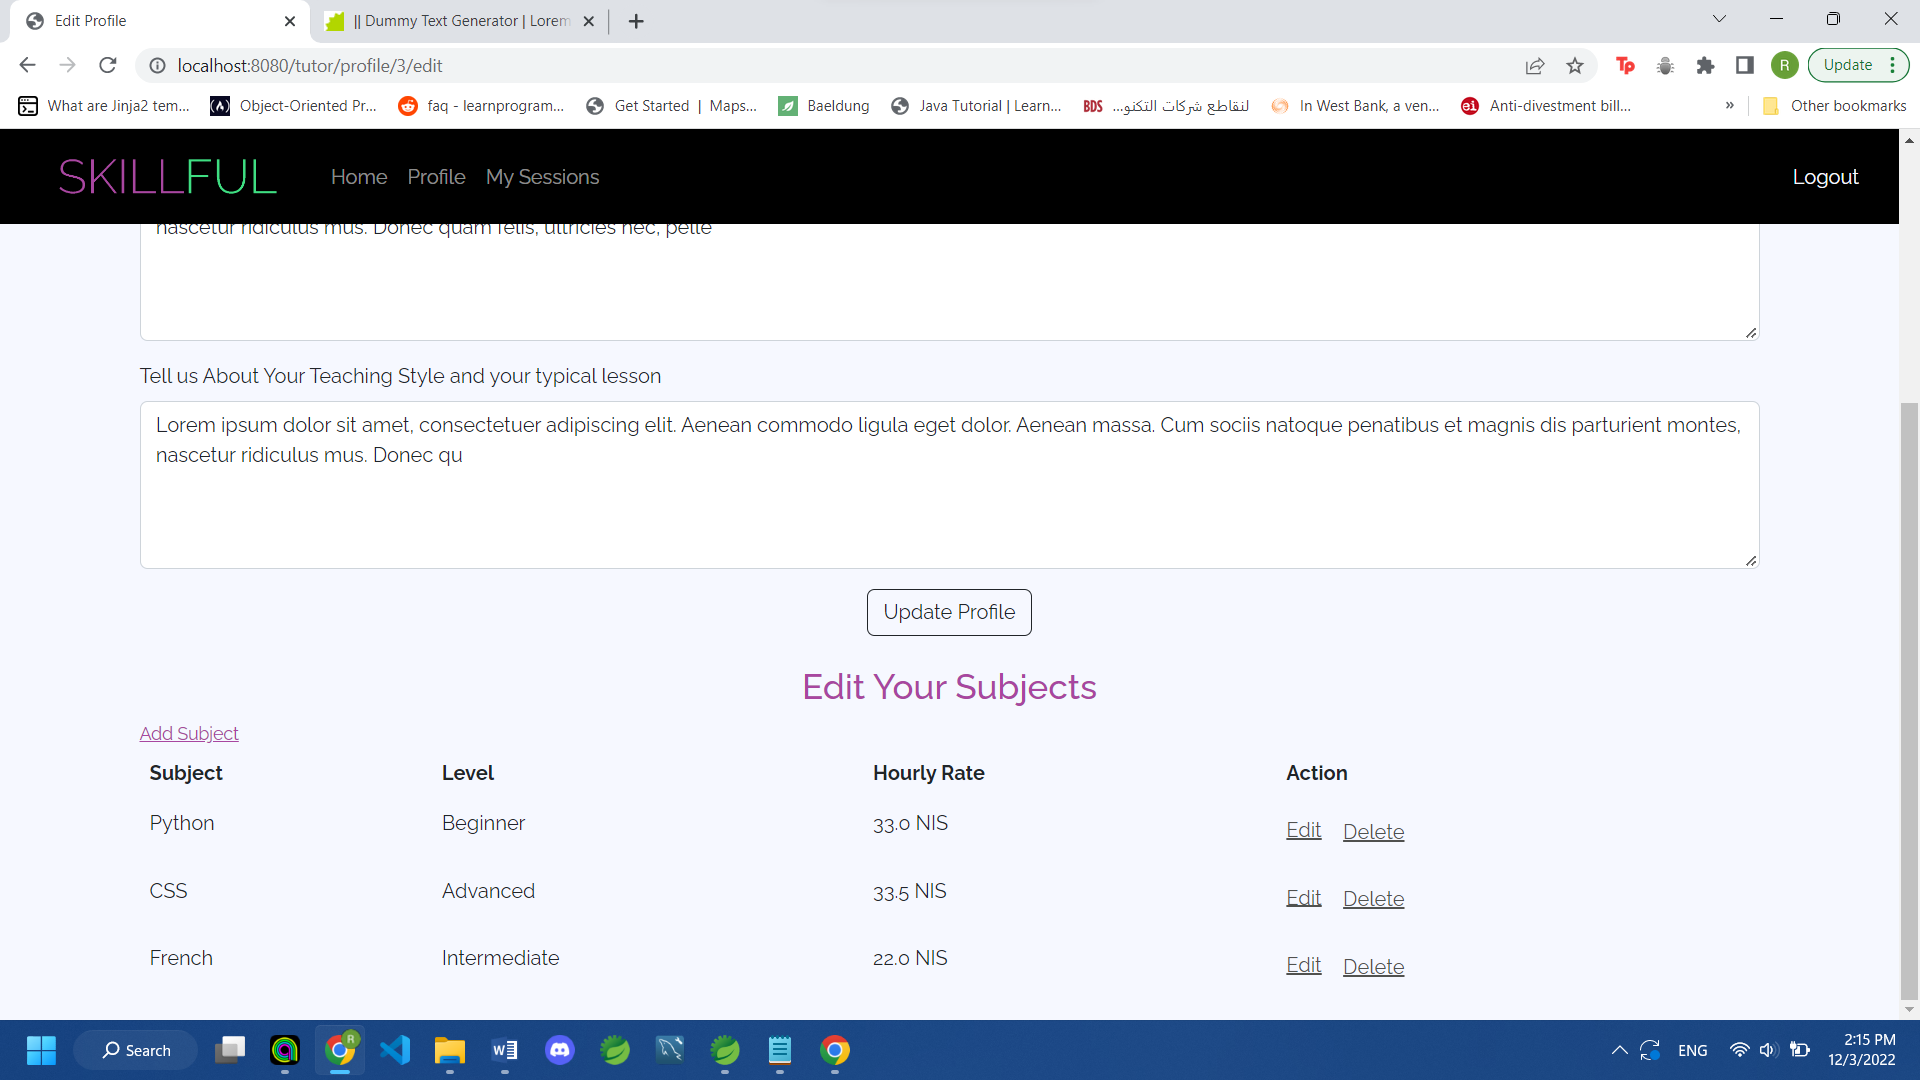 Edit Profile
|| Dummy Text Generator | Lorem
localhost:8080/tutor/profile/3/edit
Tp
R
Update
What are Jinja2 tem...
Object-Oriented Pr...
faq - learnprogram...
Get Started | Maps...
Baeldung
Java Tutorial | Learn...
BDS
لنقاطع شركات التكنو...
In West Bank, a ven...
ei
Anti-divestment bill...
»
Other bookmarks
SKILLFUL
Home
Profile
My Sessions
Logout
nascetur ridiculus mus. Donec quam felis, ultricies nec, pelle
Tell us About Your Teaching Style and your typical lesson
Lorem ipsum dolor sit amet, consectetuer adipiscing elit. Aenean commodo ligula eget dolor. Aenean massa. Cum sociis natoque penatibus et magnis dis parturient montes,
nascetur ridiculus mus. Donec qu
Update Profile
Edit Your Subjects
Add Subject
Subject Level Hourly Rate Action
Python Beginner 33.0 NIS Edit Delete
CSS Advanced 33.5 NIS Edit Delete
French Intermediate 22.0 NIS Edit Delete
Search
R
W
ENG
2:15 PM
12/3/2022